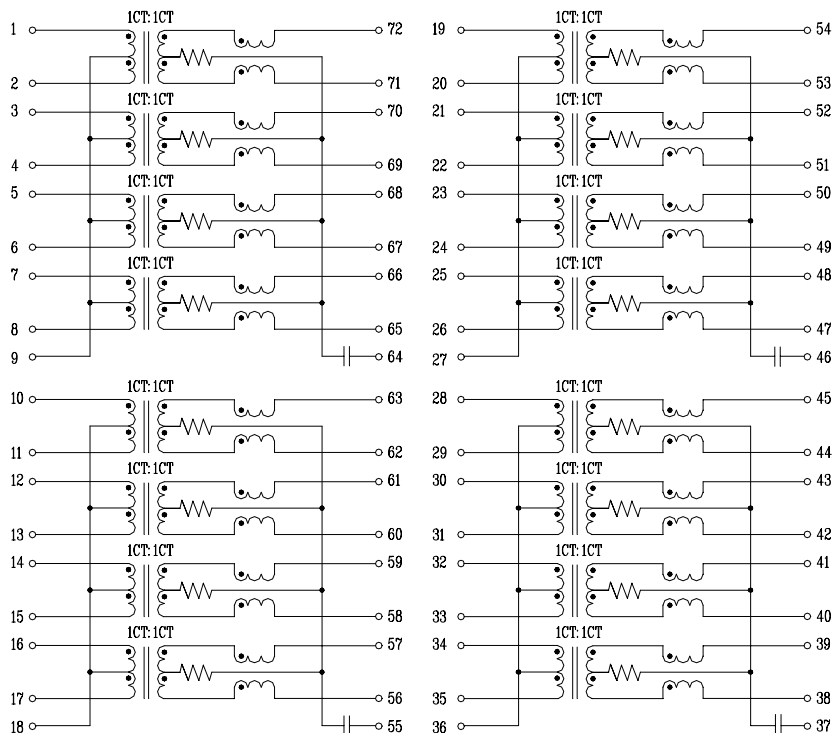 1CT:1CT 1CT:1CT
1 72 19 54
2 71 20 53
1CT:1CT 1CT:1CT
3 70 21 52
4 69 22 51
1CT:1CT 1CT:1CT
5 68 23 50
6 67 24 49
1CT:1CT 1CT:1CT
7 66 25 48
8 65 26 47
9 64 27 46
1CT:1CT 1CT:1CT
10 63 28 45
11 62 29 44
1CT:1CT 1CT:1CT
12 61 30 43
13 60 31 42
1CT:1CT 1CT:1CT
14 59 32 41
15 58 33 40
1CT:1CT 1CT:1CT
16 57 34 39
17 56 35 38
18 55 36 37